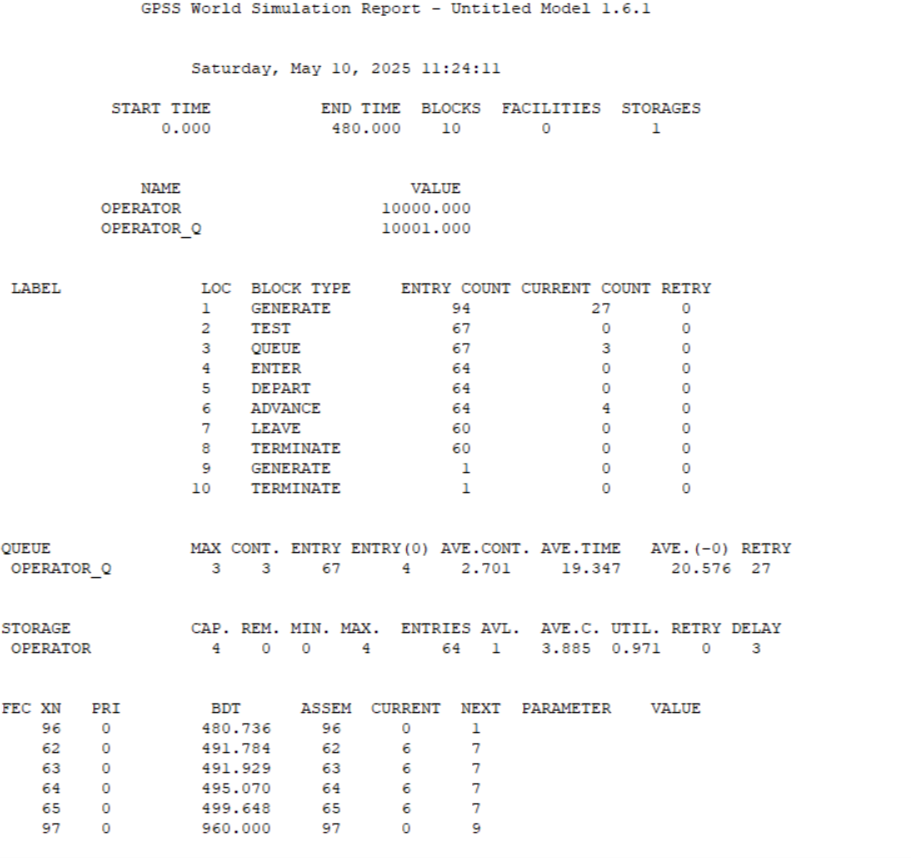 GPSS World Simulation Report - Untitled Model 1.6.1
Saturday, May 10, 2025 11:24:11
START TIME END TIME BLOCKS FACILITIES STORAGES
0.000 480.000 10 0 1
NAME VALUE
OPERATOR 10000.000
OPERATOR_Q 10001.000
LABEL LOC BLOCK TYPE ENTRY COUNT CURRENT COUNT RETRY
1 GENERATE 94 27 0
2 TEST 67 0 0
3 QUEUE 67 3 0
4 ENTER 64 0 0
5 DEPART 64 0 0
6 ADVANCE 64 4 0
7 LEAVE 60 0 0
8 TERMINATE 60 0 0
9 GENERATE 1 0 0
10 TERMINATE 1 0 0
QUEUE MAX CONT. ENTRY ENTRY(0) AVE.CONT. AVE.TIME AVE.(-0) RETRY
OPERATOR_Q 3 3 67 4 2.701 19.347 20.576 27
STORAGE CAP. REM. MIN. MAX. ENTRIES AVL. AVE.C. UTIL. RETRY DELAY
OPERATOR 4 0 0 4 64 1 3.885 0.971 0 3
FEC XN PRI BDT ASSEM CURRENT NEXT PARAMETER VALUE
96 0 480.736 96 0 1
62 0 491.784 62 6 7
63 0 491.929 63 6 7
64 0 495.070 64 6 7
65 0 499.648 65 6 7
97 0 960.000 97 0 9